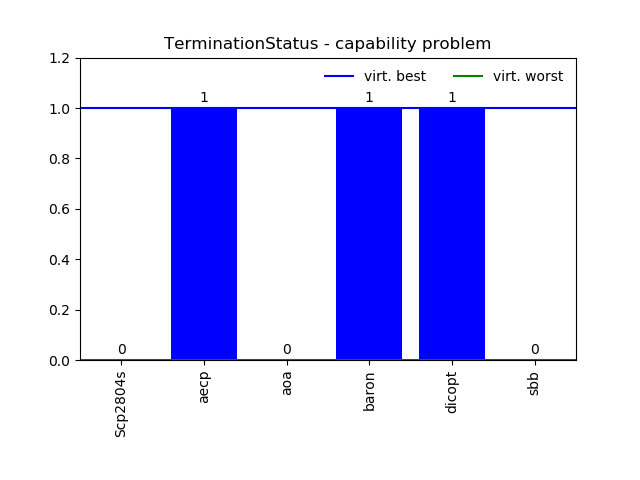 TerminationStatus - capability problem
1.2
virt. best virt. worst
1 1 1
1.0
0.8
0.6
0.4
0.2
0 0 0
0.0
Scp2804s aecp aoa baron dicopt sbb